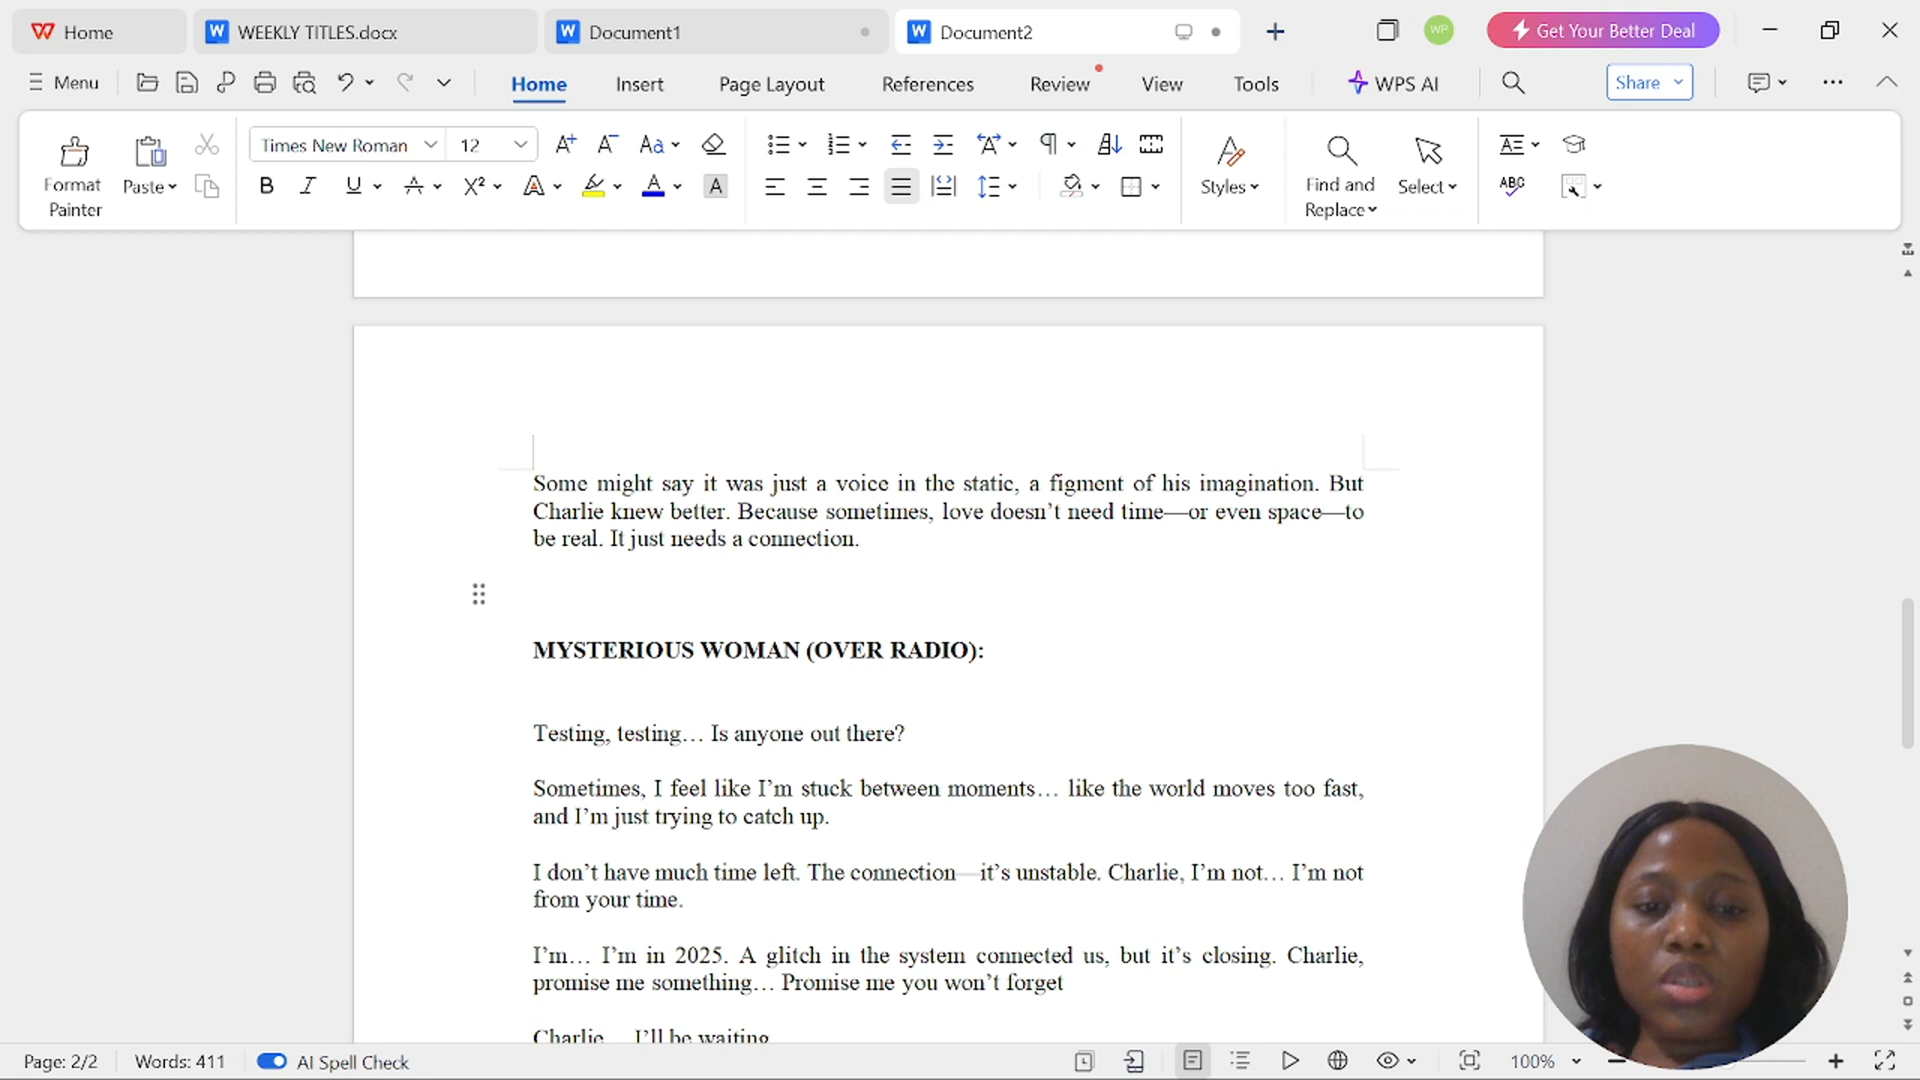 Home
WEEKLY TITLES.docx
Document1
Document2
WP
Get Your Better Deal
Menu
Home
Insert
Page Layout
References
Review
View
Tools
WPS AI
Share
Format
Painter
Paste
Times New Roman
12
Styles
Find and
Replace
Select
Some might say it was just a voice in the static, a figment of his imagination. But
Charlie knew better. Because sometimes, love doesn’t need time—or even space—to
be real. It just needs a connection.
MYSTERIOUS WOMAN (OVER RADIO):
Testing, testing… Is anyone out there?
Sometimes, I feel like I’m stuck between moments… like the world moves too fast,
and I’m just trying to catch up.
I don’t have much time left. The connection—it’s unstable. Charlie, I’m not… I’m not
from your time.
I’m… I’m in 2025. A glitch in the system connected us, but it’s closing. Charlie,
promise me something… Promise me you won’t forget
Charlie… I’ll be waiting
Page: 2/2
Words: 411
AI Spell Check
100%